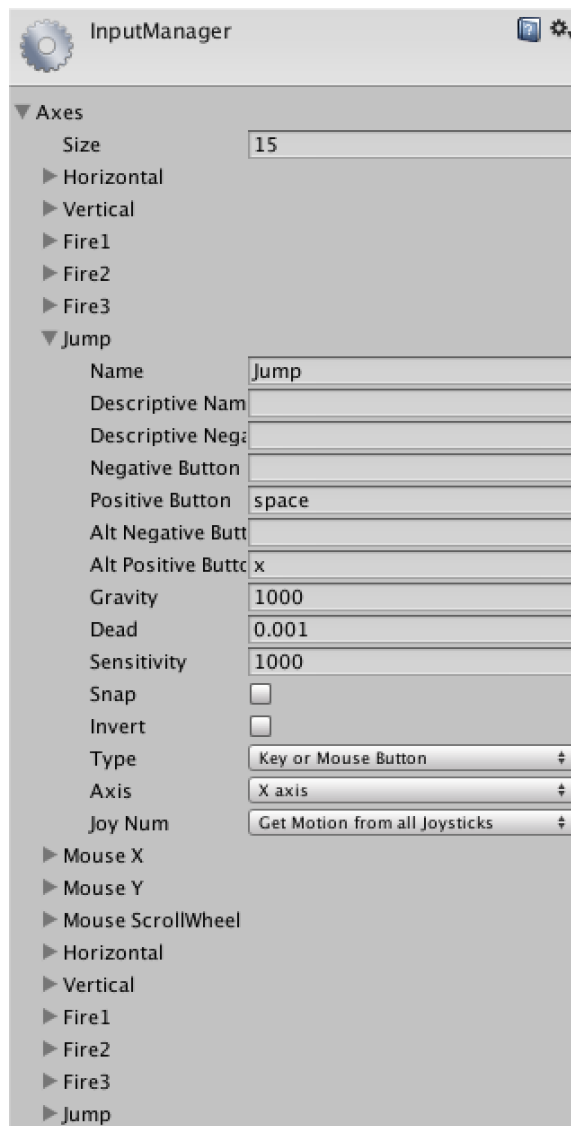 InputManager
Axes
Size 15
Horizontal
Vertical
Fire1
Fire2
Fire3
Jump
Name Jump
Descriptive Nam
Descriptive Nega
Negative Button
Positive Button space
Alt Negative Butt
Alt Positive Butto x
Gravity 1000
Dead 0.001
Sensitivity 1000
Snap
Invert
Type Key or Mouse Button
Axis X axis
Joy Num Get Motion from all Joysticks
Mouse X
Mouse Y
Mouse ScrollWheel
Horizontal
Vertical
Fire1
Fire2
Fire3
Jump